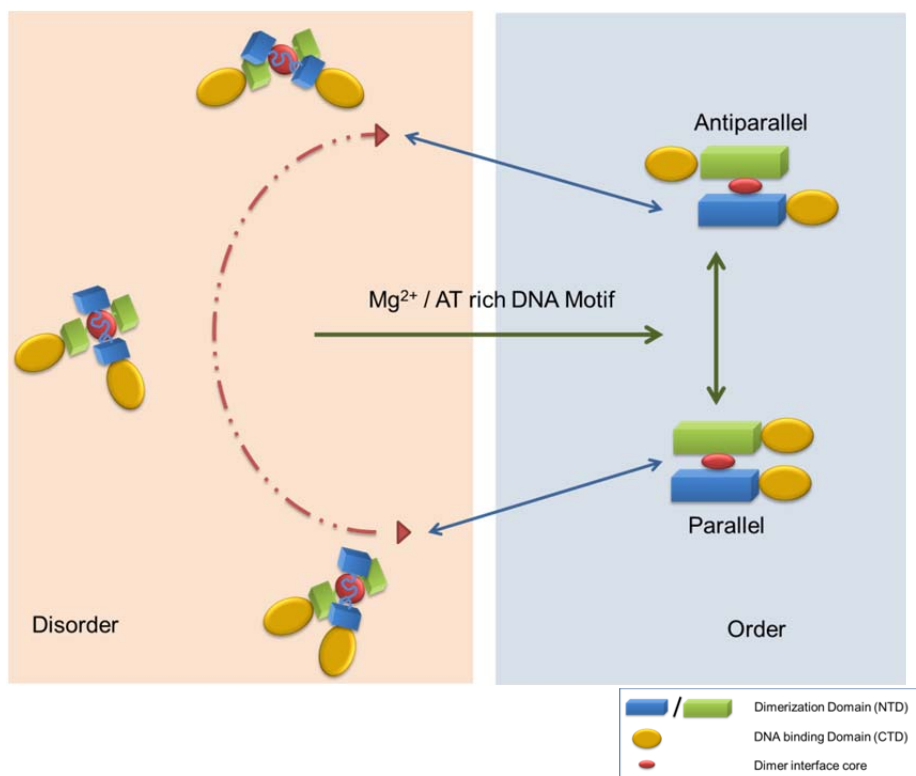 Antiparallel
Mg²⁺ / AT rich DNA Motif
Parallel
Disorder
Order
/
Dimerization Domain (NTD)
DNA binding Domain (CTD)
Dimer interface core